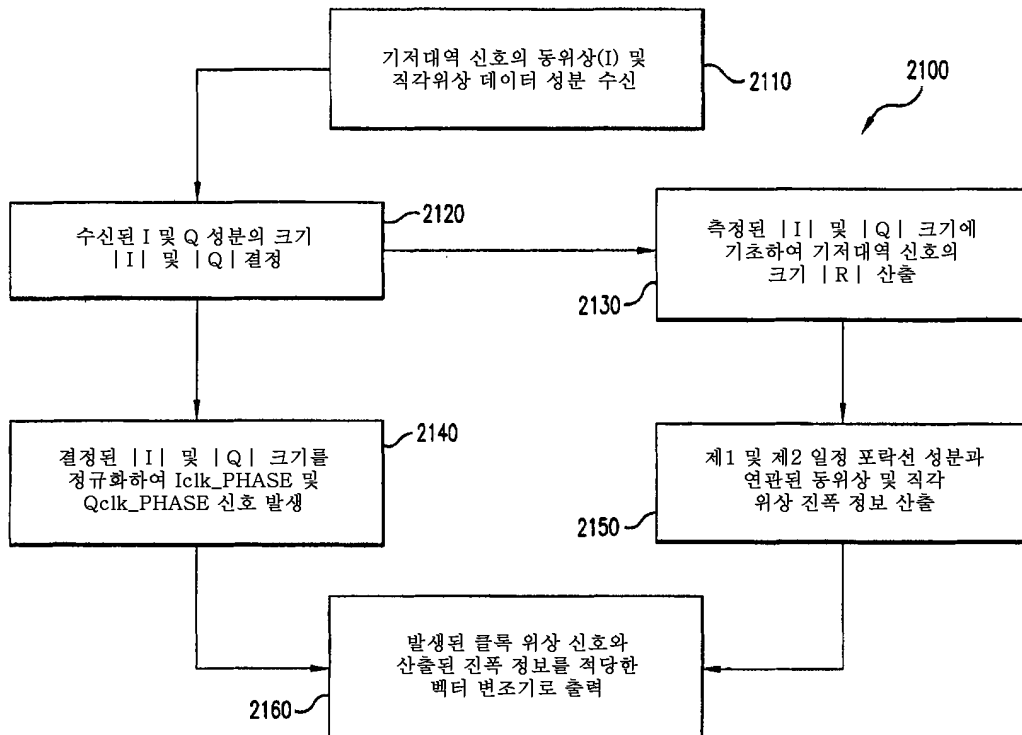 기저대역 신호의 동위상(I) 및
직각위상 데이터 성분 수신
2110
2100
수신된 I 및 Q 성분의 크기
|I| 및 |Q| 결정
2120
측정된 |I| 및 |Q| 크기에
기초하여 기저대역 신호의
크기 |R| 산출
2130
결정된 |I| 및 |Q| 크기를
정규화하여 Iclk_PHASE 및
Qclk_PHASE 신호 발생
2140
제1 및 제2 일정 포락선 성분과
연관된 동위상 및 직각
위상 진폭 정보 산출
2150
발생된 클록 위상 신호와
산출된 진폭 정보를 적당한
벡터 변조기로 출력
2160